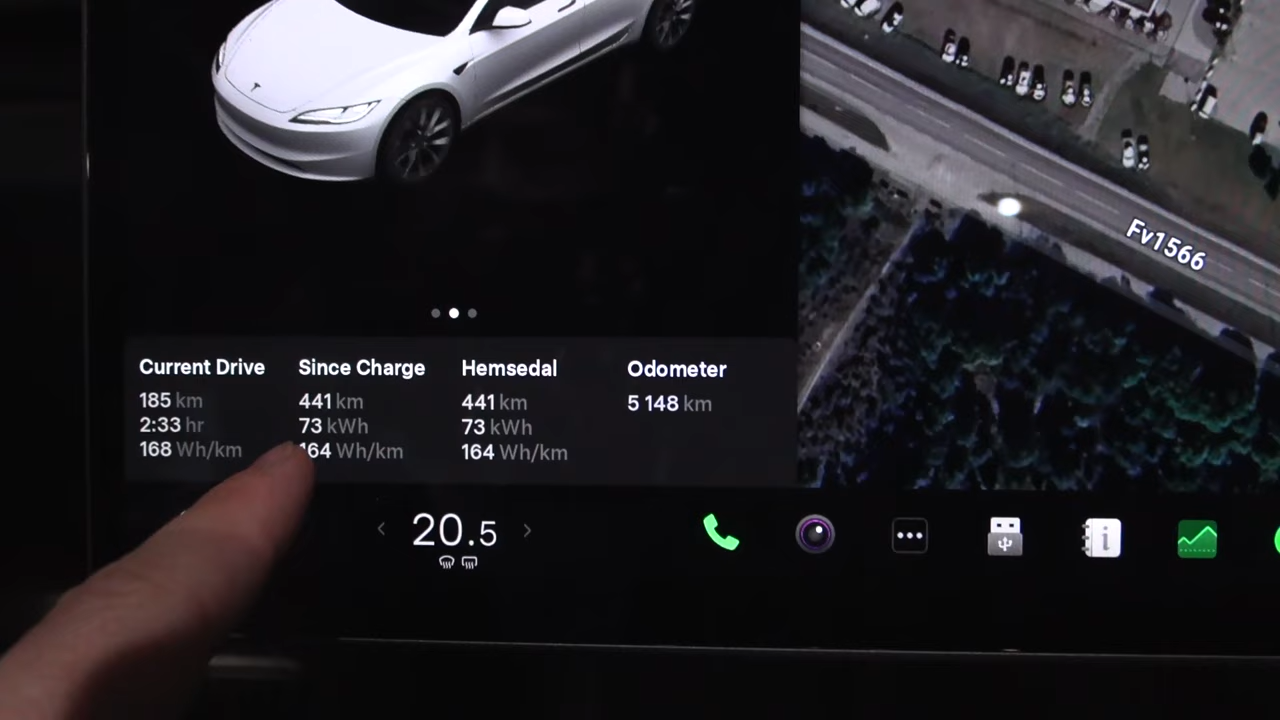 Fv1566
Current Drive
185 km
2:33 hr
168 Wh/km
Since Charge
441 km
73 kWh
164 Wh/km
Hemsedal
441 km
73 kWh
164 Wh/km
Odometer
5 148 km
20.5
i